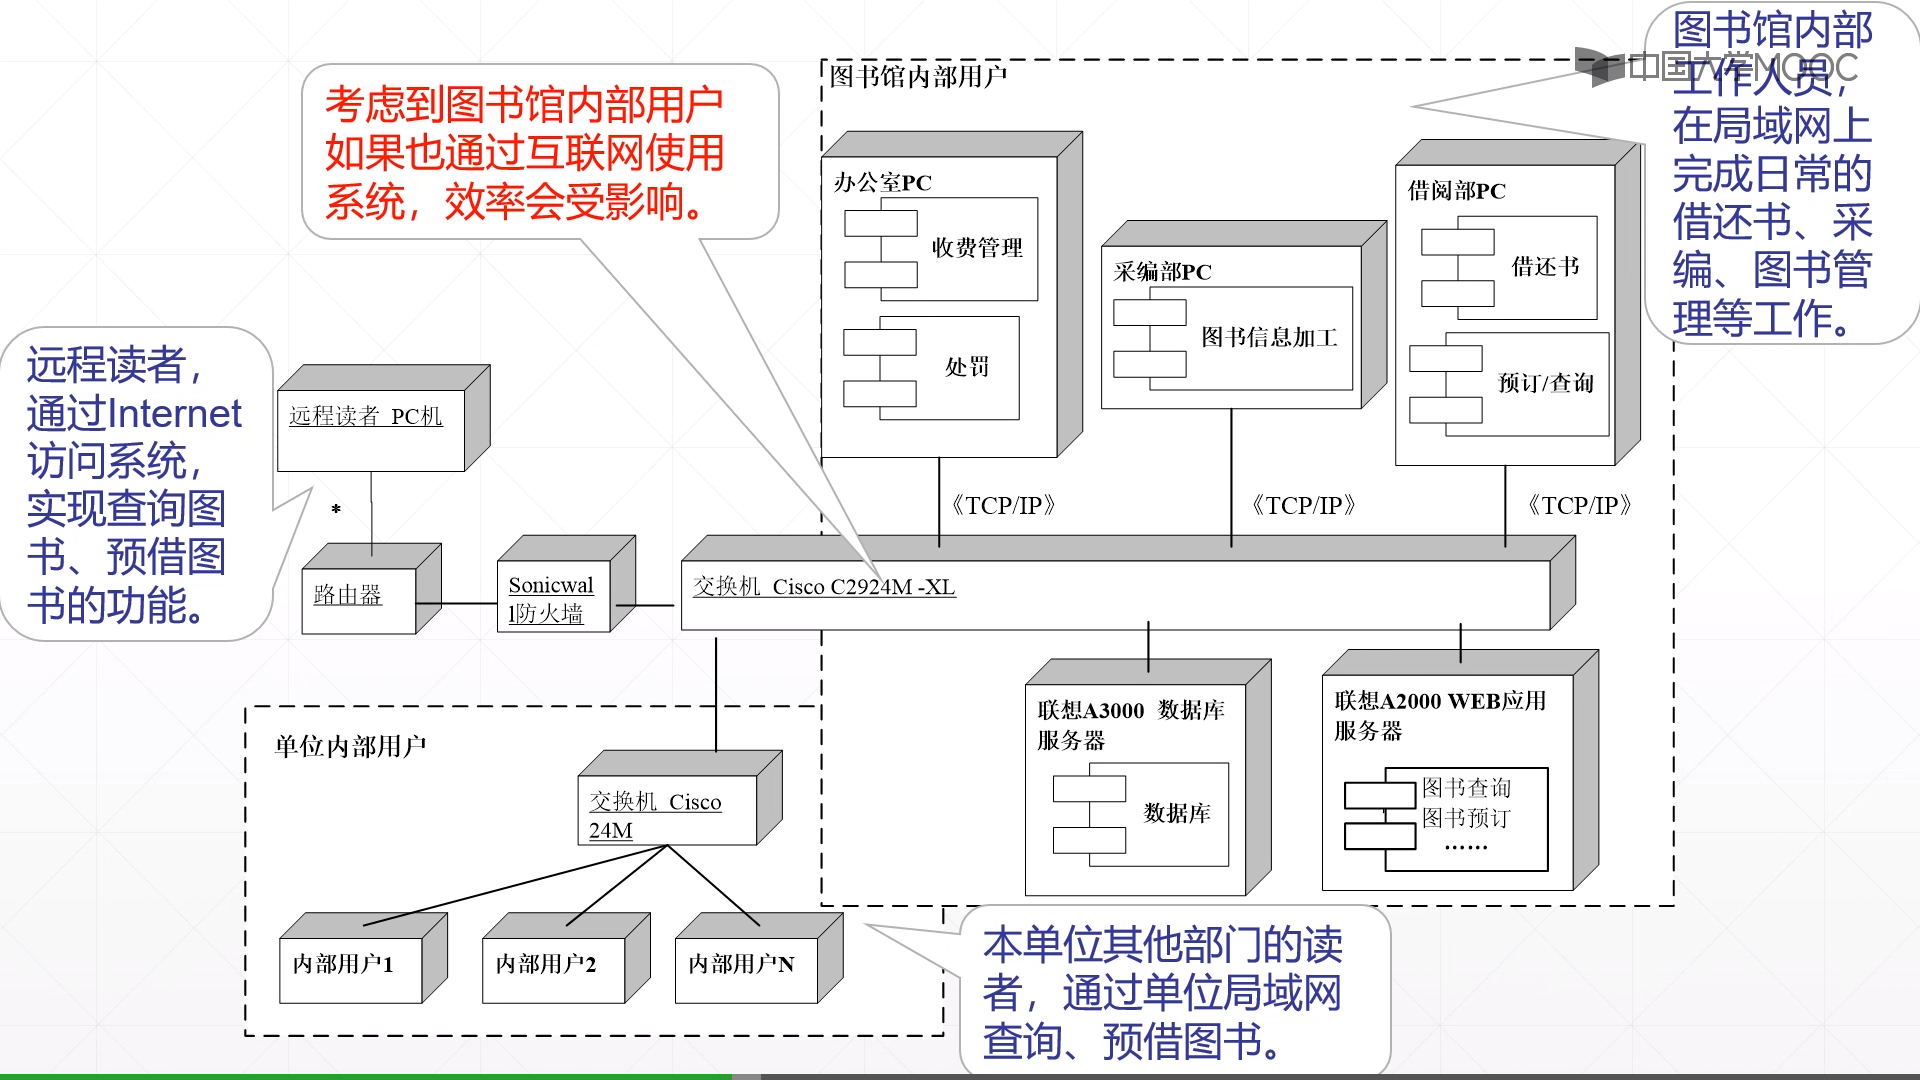 图书馆内部
工作人员，
在局域网上
完成日常的
借还书、采
编、图书管
理等工作。
中国大学MOOC
图书馆内部用户
考虑到图书馆内部用户
如果也通过互联网使用
系统，效率会受影响。
办公室PC
收费管理
处罚
采编部PC
图书信息加工
借阅部PC
借还书
预订/查询
远程读者，
通过Internet
访问系统，
实现查询图
书、预借图
书的功能。
远程读者 PC机
*
《TCP/IP》
《TCP/IP》
《TCP/IP》
路由器
Sonicwal
l防火墙
交换机 Cisco C2924M -XL
联想A3000 数据库
服务器
数据库
联想A2000 WEB应用
服务器
图书查询
图书预订
……
单位内部用户
交换机 Cisco
24M
内部用户1
内部用户2
内部用户N
本单位其他部门的读
者，通过单位局域网
查询、预借图书。